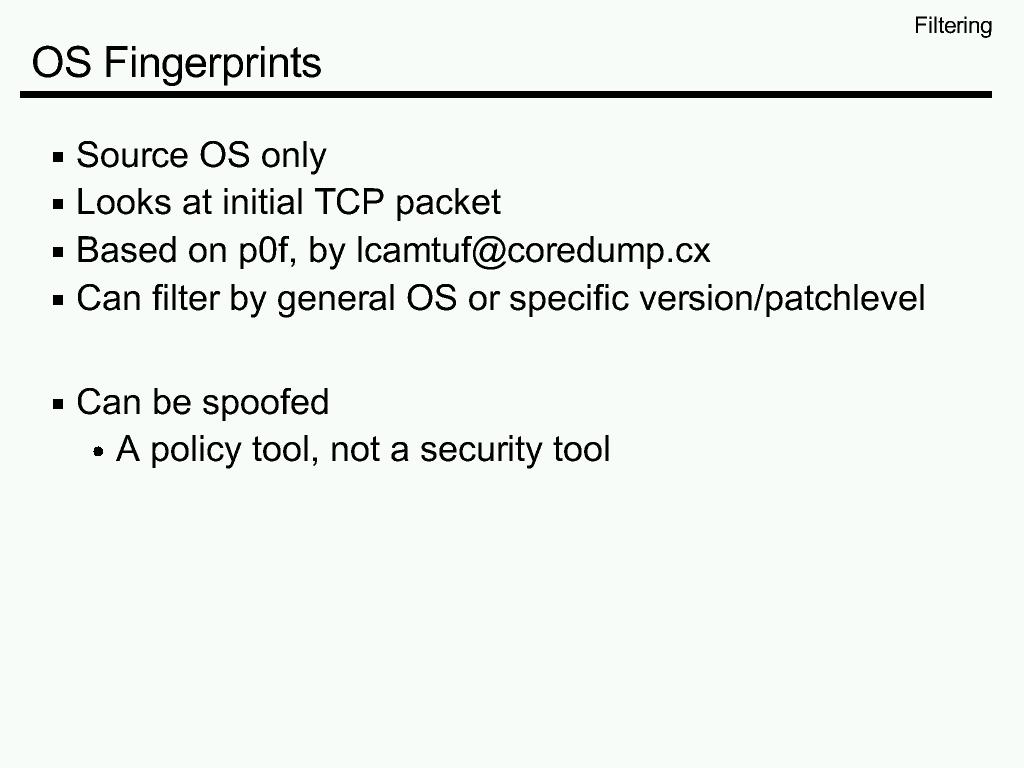 Filtering
OS Fingerprints
▪ Source OS only
▪ Looks at initial TCP packet
▪ Based on p0f, by lcamtuf@coredump.cx
▪ Can filter by general OS or specific version/patchlevel
▪ Can be spoofed
• A policy tool, not a security tool